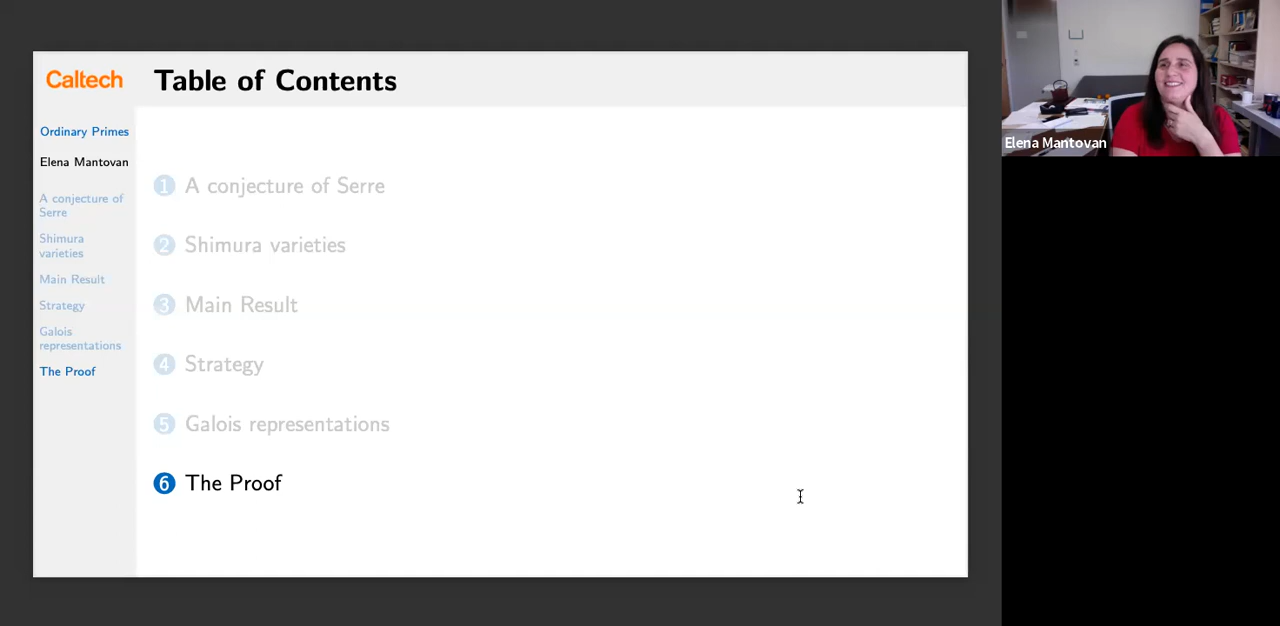 Caltech
Table of Contents
Ordinary Primes
Elena Mantovan
A conjecture of
Serre
Shimura
varieties
Main Result
Strategy
Galois
representations
The Proof
1 A conjecture of Serre
2 Shimura varieties
3 Main Result
4 Strategy
5 Galois representations
6 The Proof
Elena Mantovan